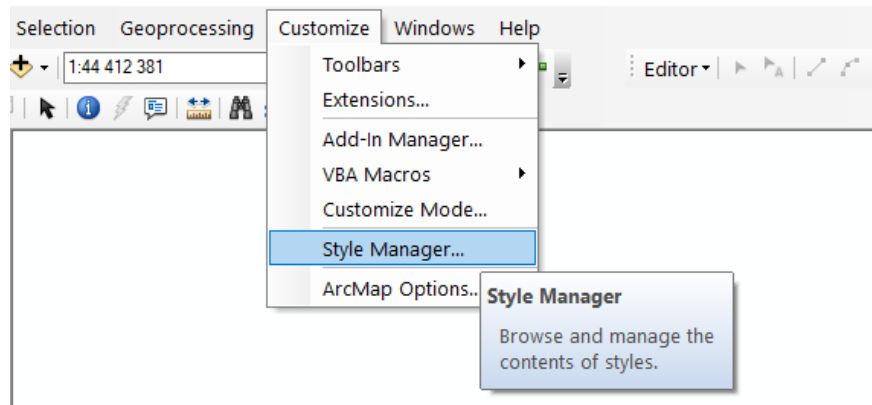 Selection Geoprocessing Customize Windows Help
1:44 412 381
Editor
Toolbars
Extensions...
Add-In Manager...
VBA Macros
Customize Mode...
Style Manager...
ArcMap Options..
Style Manager
Browse and manage the
contents of styles.